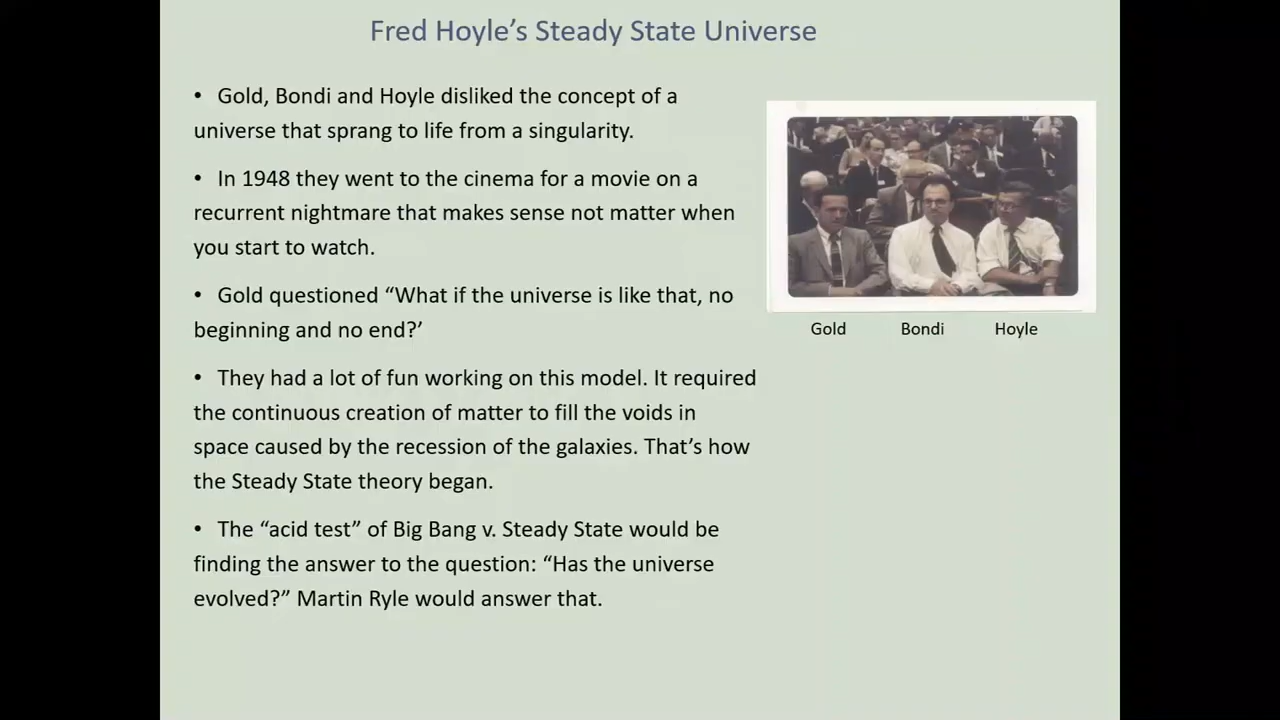 Fred Hoyle’s Steady State Universe
• Gold, Bondi and Hoyle disliked the concept of a
universe that sprang to life from a singularity.
• In 1948 they went to the cinema for a movie on a
recurrent nightmare that makes sense not matter when
you start to watch.
• Gold questioned “What if the universe is like that, no
beginning and no end?’
• They had a lot of fun working on this model. It required
the continuous creation of matter to fill the voids in
space caused by the recession of the galaxies. That’s how
the Steady State theory began.
• The “acid test” of Big Bang v. Steady State would be
finding the answer to the question: “Has the universe
evolved?” Martin Ryle would answer that.
Gold Bondi Hoyle